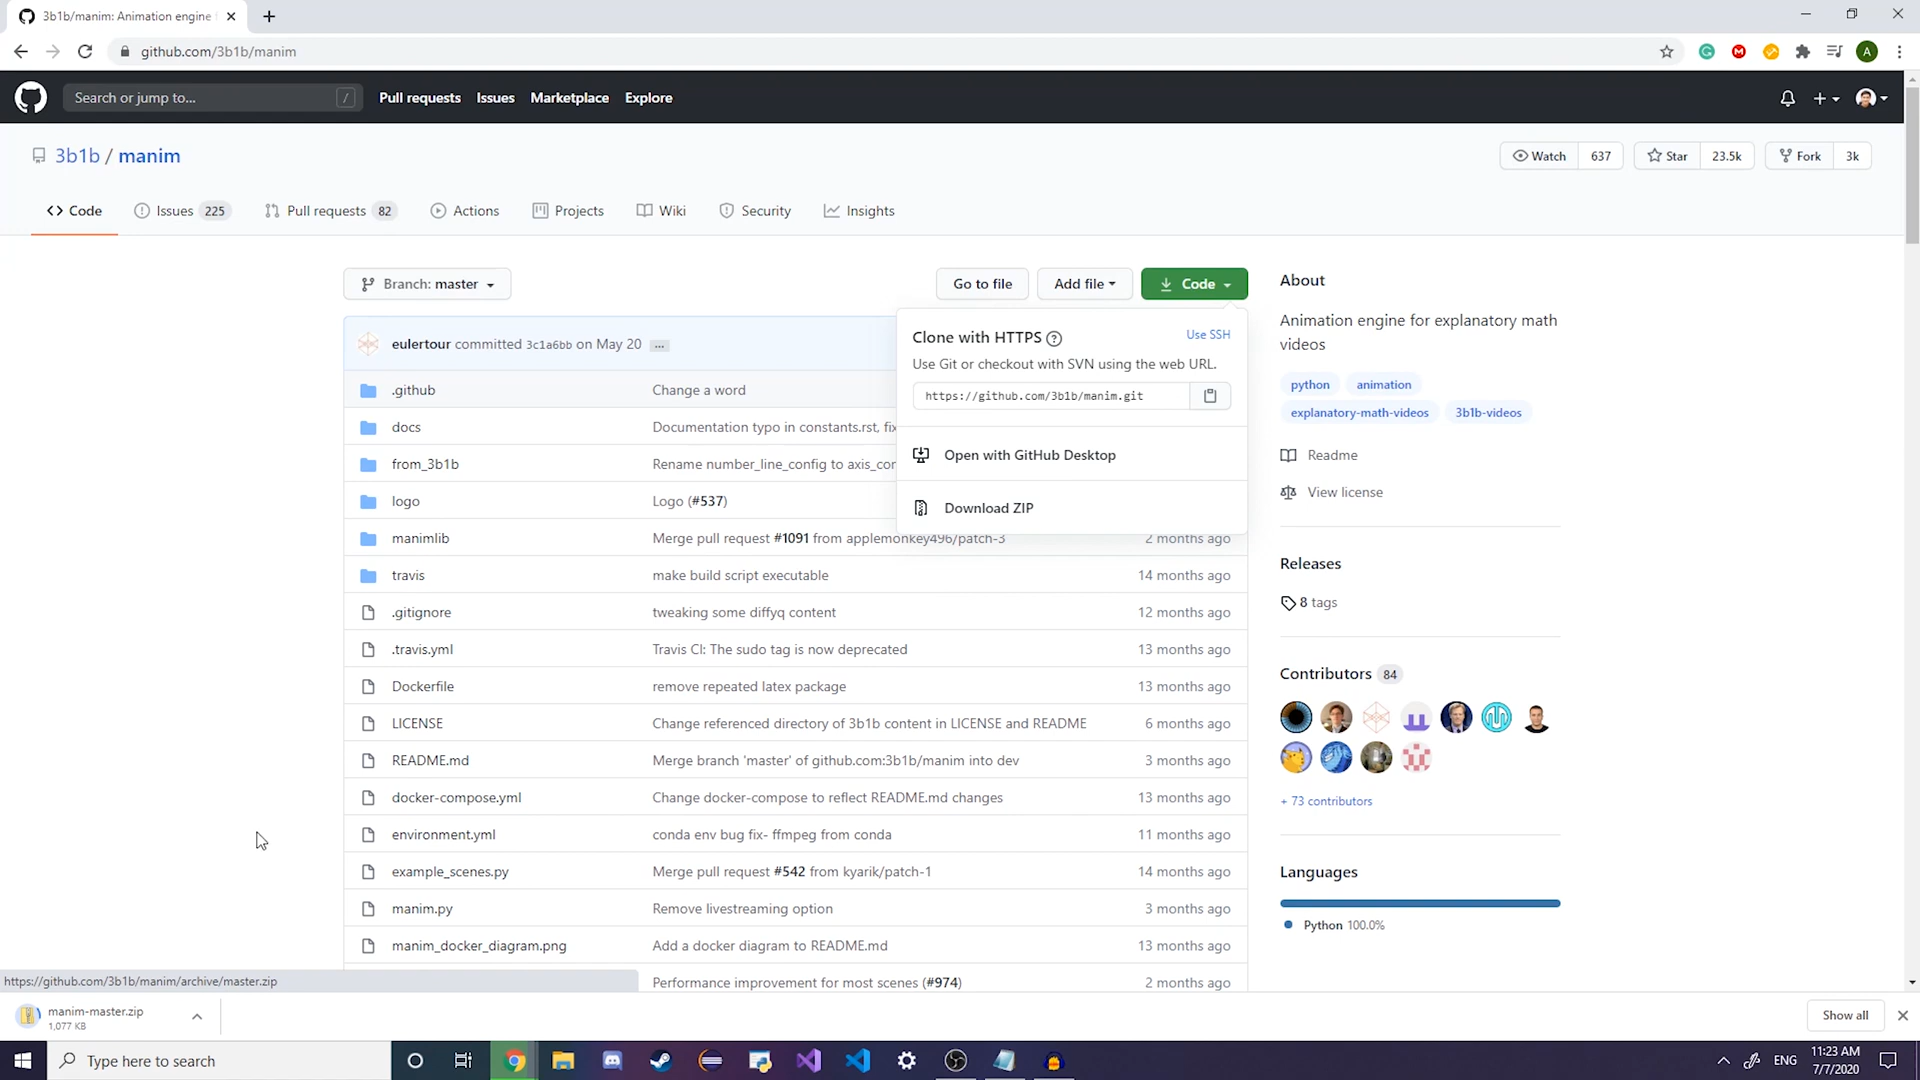 3b1b/manim: Animation engine
github.com/3b1b/manim
A
Search or jump to...
/
Pull requests
Issues
Marketplace
Explore
3b1b / manim
Watch 637
Star 23.5k
Fork 3k
Code
Issues 225
Pull requests 82
Actions
Projects
Wiki
Security
Insights
Branch: master
Go to file
Add file
Code
eulertour committed 3c1a6bb on May 20 ...
Clone with HTTPS
Use SSH
Use Git or checkout with SVN using the web URL.
https://github.com/3b1b/manim.git
Open with GitHub Desktop
Download ZIP
.github Change a word
docs Documentation typo in constants.rst, fix
from_3b1b Rename number_line_config to axis_con
logo Logo (#537)
manimlib Merge pull request #1091 from applemonkey496/patch-3 2 months ago
travis make build script executable 14 months ago
.gitignore tweaking some diffyq content 12 months ago
.travis.yml Travis CI: The sudo tag is now deprecated 13 months ago
Dockerfile remove repeated latex package 13 months ago
LICENSE Change referenced directory of 3b1b content in LICENSE and README 6 months ago
README.md Merge branch 'master' of github.com:3b1b/manim into dev 3 months ago
docker-compose.yml Change docker-compose to reflect README.md changes 13 months ago
environment.yml conda env bug fix- ffmpeg from conda 11 months ago
example_scenes.py Merge pull request #542 from kyarik/patch-1 14 months ago
manim.py Remove livestreaming option 3 months ago
manim_docker_diagram.png Add a docker diagram to README.md 13 months ago
Performance improvement for most scenes (#974) 2 months ago
About
Animation engine for explanatory math
videos
python animation
explanatory-math-videos 3b1b-videos
Readme
View license
Releases
8 tags
Contributors 84
+ 73 contributors
Languages
Python 100.0%
https://github.com/3b1b/manim/archive/master.zip
manim-master.zip
1,077 KB
Show all
Type here to search
ENG
11:23 AM
7/7/2020